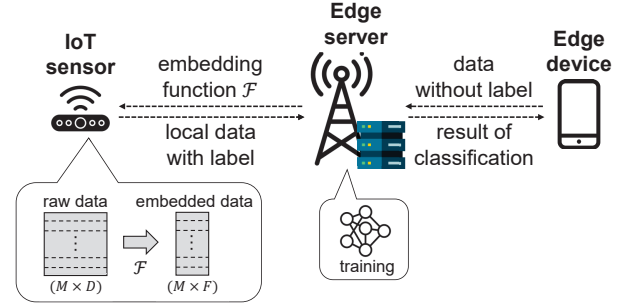 IoT
sensor
embedding
function ℱ
local data
with label
Edge
server
data
without label
result of
classification
Edge
device
raw data
embedded data
ℱ
(M × D)
(M × F)
training